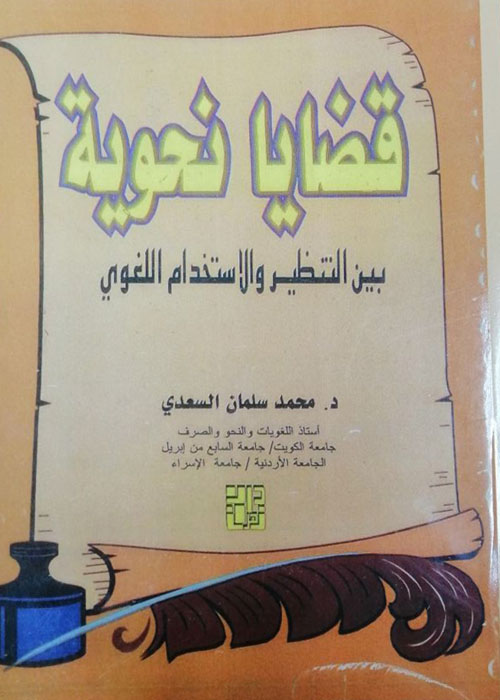 قضايا نحوية
بين التنظير والاستخدام اللغوي
د. محمد سلمان السعدي
أستاذ اللغويات والنحو والصرف
جامعة الكويت/ جامعة السابع من إبريل
الجامعة الأردنية / جامعة الإسراء